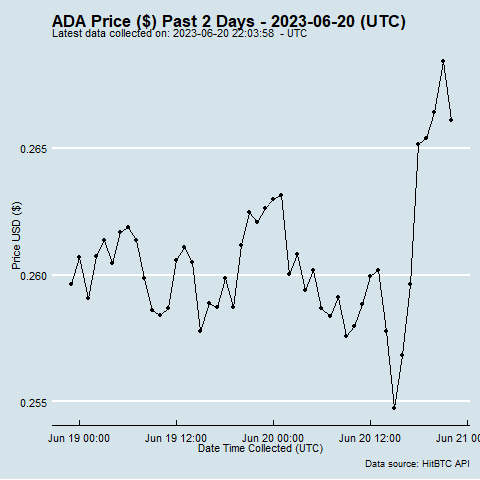 ADA Price ($) Past 2 Days - 2023-06-20 (UTC)
Latest data collected on: 2023-06-20 22:03:58 - UTC
Price USD ($)
0.265
0.260
0.255
Jun 19 00:00 Jun 19 12:00 Jun 20 00:00 Jun 20 12:00 Jun 21 0
Date Time Collected (UTC)
Data source: HitBTC API